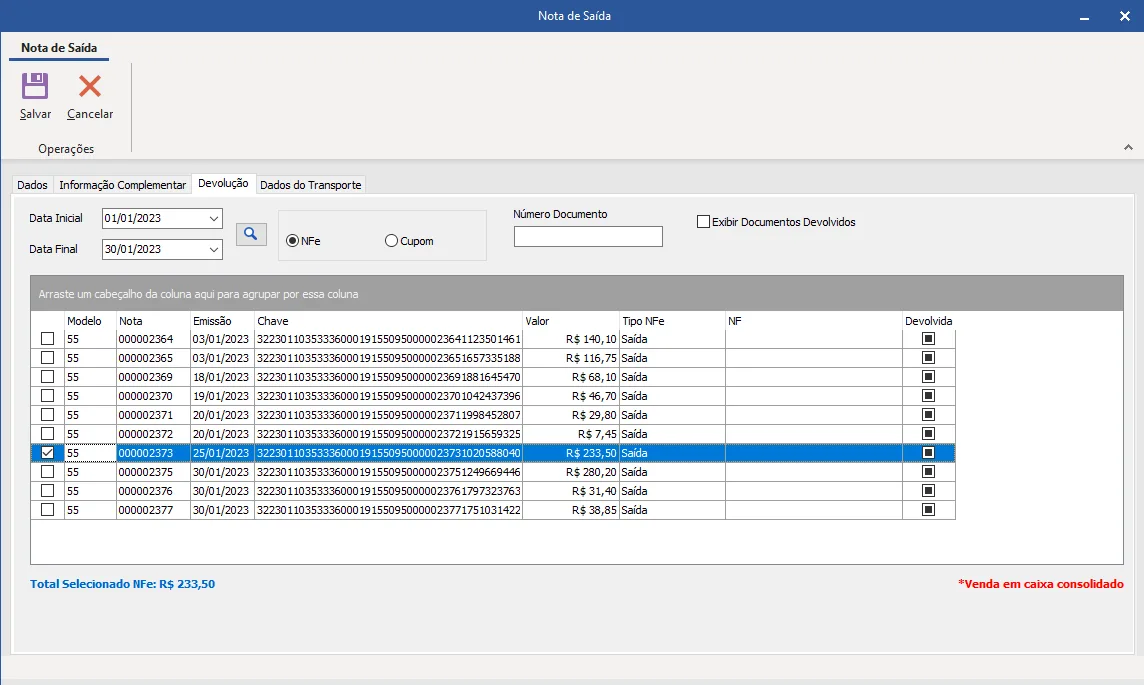 Nota de Saída
Nota de Saída
Salvar Cancelar
Operações
Dados Informação Complementar Devolução Dados do Transporte
Data Inicial 01/01/2023
Data Final 30/01/2023
NFe Cupom
Número Documento
Exibir Documentos Devolvidos
Arraste um cabeçalho da coluna aqui para agrupar por essa coluna
Modelo Nota Emissão Chave Valor Tipo NFe NF Devolvida
55 000002364 03/01/2023 32230110353336000191550950000023641123501461 R$ 140,10 Saída
55 000002365 03/01/2023 32230110353336000191550950000023651657335188 R$ 116,75 Saída
55 000002369 18/01/2023 32230110353336000191550950000023691881645470 R$ 68,10 Saída
55 000002370 19/01/2023 32230110353336000191550950000023701042437396 R$ 46,70 Saída
55 000002371 20/01/2023 32230110353336000191550950000023711998452807 R$ 29,80 Saída
55 000002372 20/01/2023 32230110353336000191550950000023721915659325 R$ 7,45 Saída
55 000002373 25/01/2023 32230110353336000191550950000023731020588040 R$ 233,50 Saída
55 000002375 30/01/2023 32230110353336000191550950000023751249669446 R$ 280,20 Saída
55 000002376 30/01/2023 32230110353336000191550950000023761797323763 R$ 31,40 Saída
55 000002377 30/01/2023 32230110353336000191550950000023771751031422 R$ 38,85 Saída
Total Selecionado NFe: R$ 233,50
*Venda em caixa consolidado